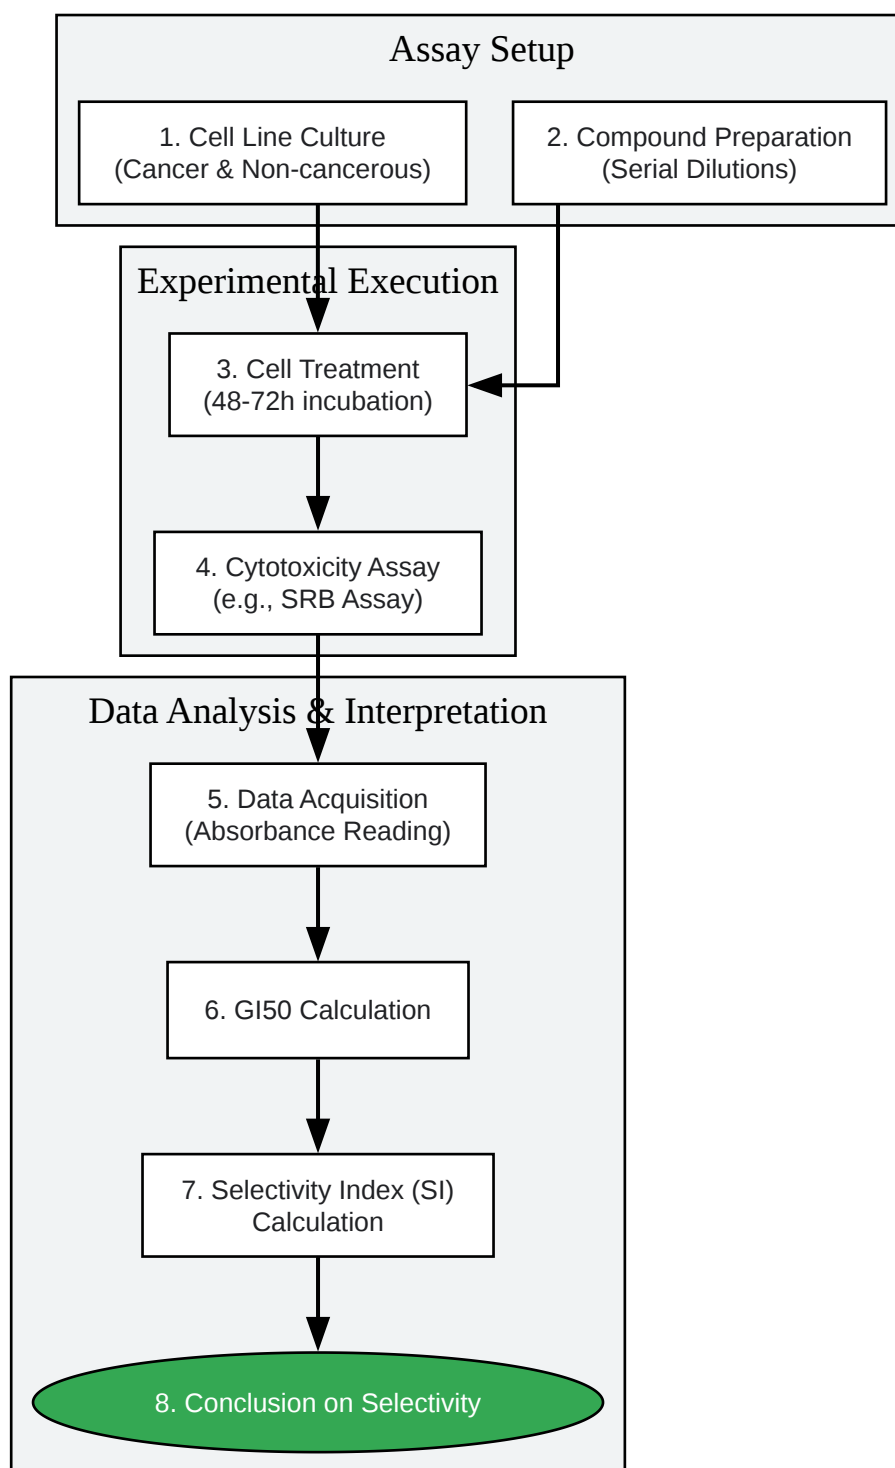 Assay Setup
1. Cell Line Culture
(Cancer & Non-cancerous)
2. Compound Preparation
(Serial Dilutions)
Experimental Execution
3. Cell Treatment
(48-72h incubation)
4. Cytotoxicity Assay
(e.g., SRB Assay)
Data Analysis & Interpretation
5. Data Acquisition
(Absorbance Reading)
6. GI50 Calculation
7. Selectivity Index (SI)
Calculation
8. Conclusion on Selectivity